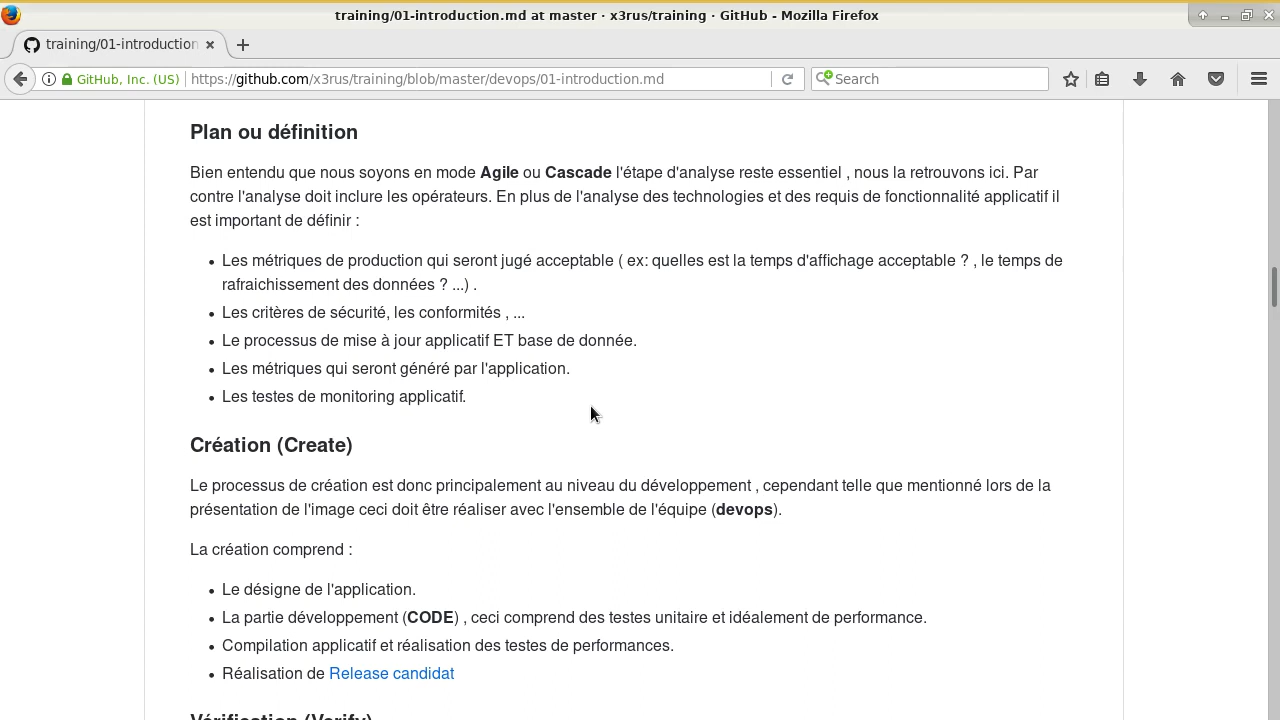 training/01-introduction.md at master · x3rus/training · GitHub - Mozilla Firefox
training/01-introduction
GitHub, Inc. (US)
https://github.com/x3rus/training/blob/master/devops/01-introduction.md
Search
Plan ou définition
Bien entendu que nous soyons en mode Agile ou Cascade l'étape d'analyse reste essentiel , nous la retrouvons ici. Par
contre l'analyse doit inclure les opérateurs. En plus de l'analyse des technologies et des requis de fonctionnalité applicatif il
est important de définir :
• Les métriques de production qui seront jugé acceptable ( ex: quelles est la temps d'affichage acceptable ? , le temps de
rafraichissement des données ? ...) .
• Les critères de sécurité, les conformités , ...
• Le processus de mise à jour applicatif ET base de donnée.
• Les métriques qui seront généré par l'application.
• Les testes de monitoring applicatif.
Création (Create)
Le processus de création est donc principalement au niveau du développement , cependant telle que mentionné lors de la
présentation de l'image ceci doit être réaliser avec l'ensemble de l'équipe (devops).
La création comprend :
• Le désigne de l'application.
• La partie développement (CODE) , ceci comprend des testes unitaire et idéalement de performance.
• Compilation applicatif et réalisation des testes de performances.
• Réalisation de Release candidat
Vérification (Verify)